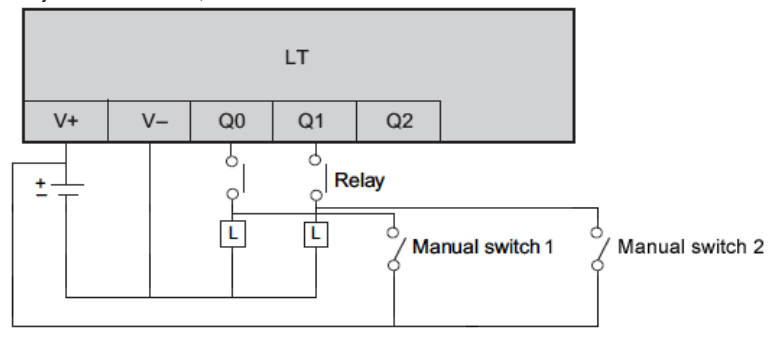 LT
V+ V– Q0 Q1 Q2
+
–
Relay
L L
Manual switch 1 Manual switch 2